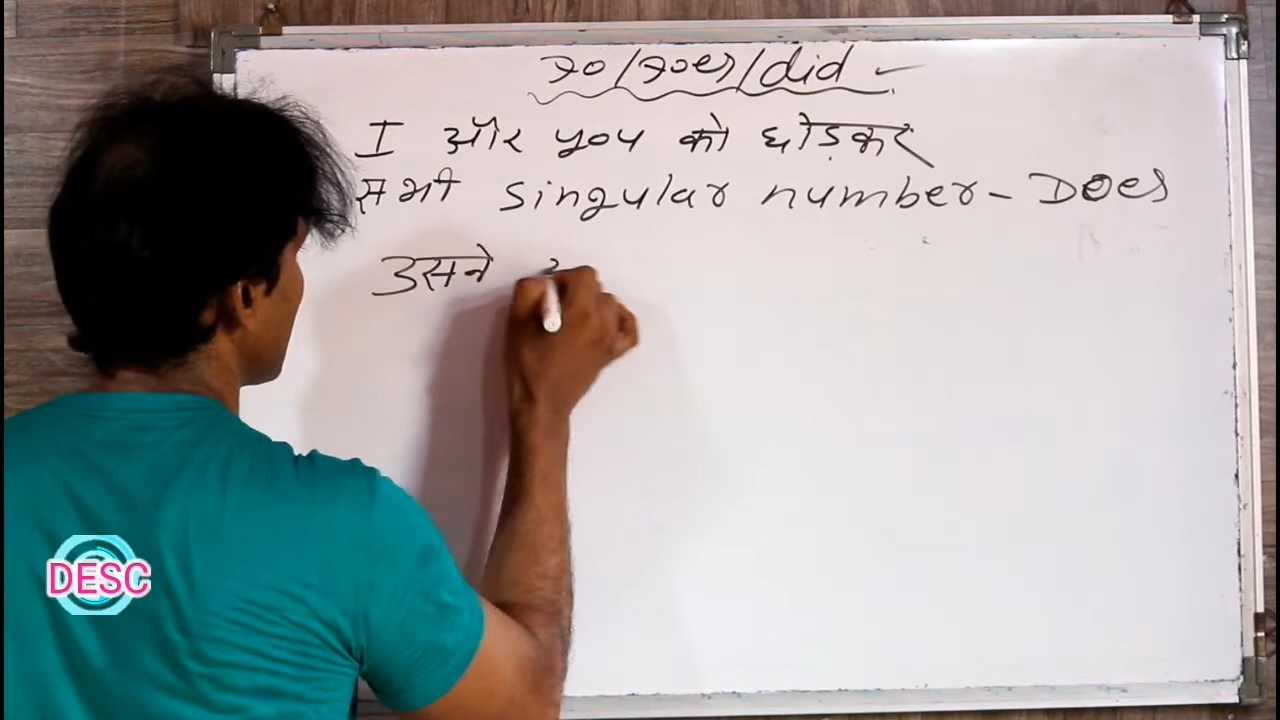 Do/Does/did
I और you को छोड़कर
सभी singular number - Does
उसने
DESC